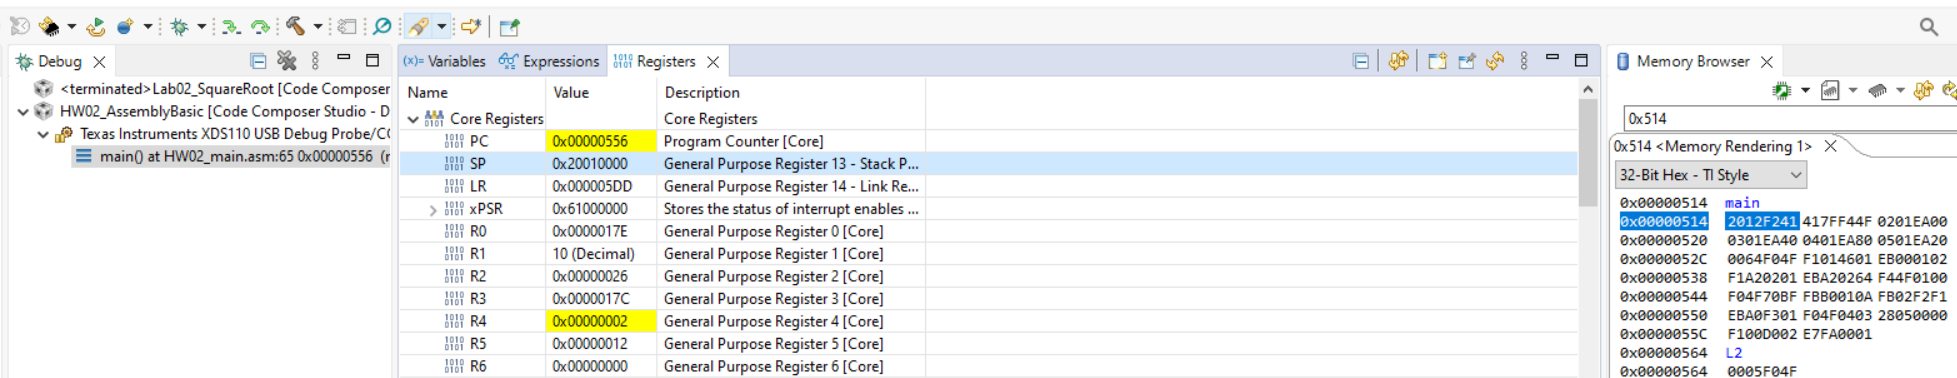 Debug
<terminated>Lab02_SquareRoot [Code Composer
HW02_AssemblyBasic [Code Composer Studio - D
Texas Instruments XDS110 USB Debug Probe/CO
main() at HW02_main.asm:65 0x00000556 (r
(x)= Variables Expressions 1010 0101 Registers
Name Value Description
Core Registers Core Registers
PC 0x00000556 Program Counter [Core]
SP 0x20010000 General Purpose Register 13 - Stack P...
LR 0x000005DD General Purpose Register 14 - Link Re...
xPSR 0x61000000 Stores the status of interrupt enables ...
R0 0x0000017E General Purpose Register 0 [Core]
R1 10 (Decimal) General Purpose Register 1 [Core]
R2 0x00000026 General Purpose Register 2 [Core]
R3 0x0000017C General Purpose Register 3 [Core]
R4 0x00000002 General Purpose Register 4 [Core]
R5 0x00000012 General Purpose Register 5 [Core]
R6 0x00000000 General Purpose Register 6 [Core]
Memory Browser
0x514
0x514 <Memory Rendering 1>
32-Bit Hex - TI Style
0x00000514 main
0x00000514 2012F241 417FF44F 0201EA00
0x00000520 0301EA40 0401EA80 0501EA20
0x0000052C 0064F04F F1014601 EB000102
0x00000538 F1A20201 EBA20264 F44F0100
0x00000544 F04F70BF FBB0010A FB02F2F1
0x00000550 EBA0F301 F04F0403 28050000
0x0000055C F100D002 E7FA0001
0x00000564 L2
0x00000564 0005F04F